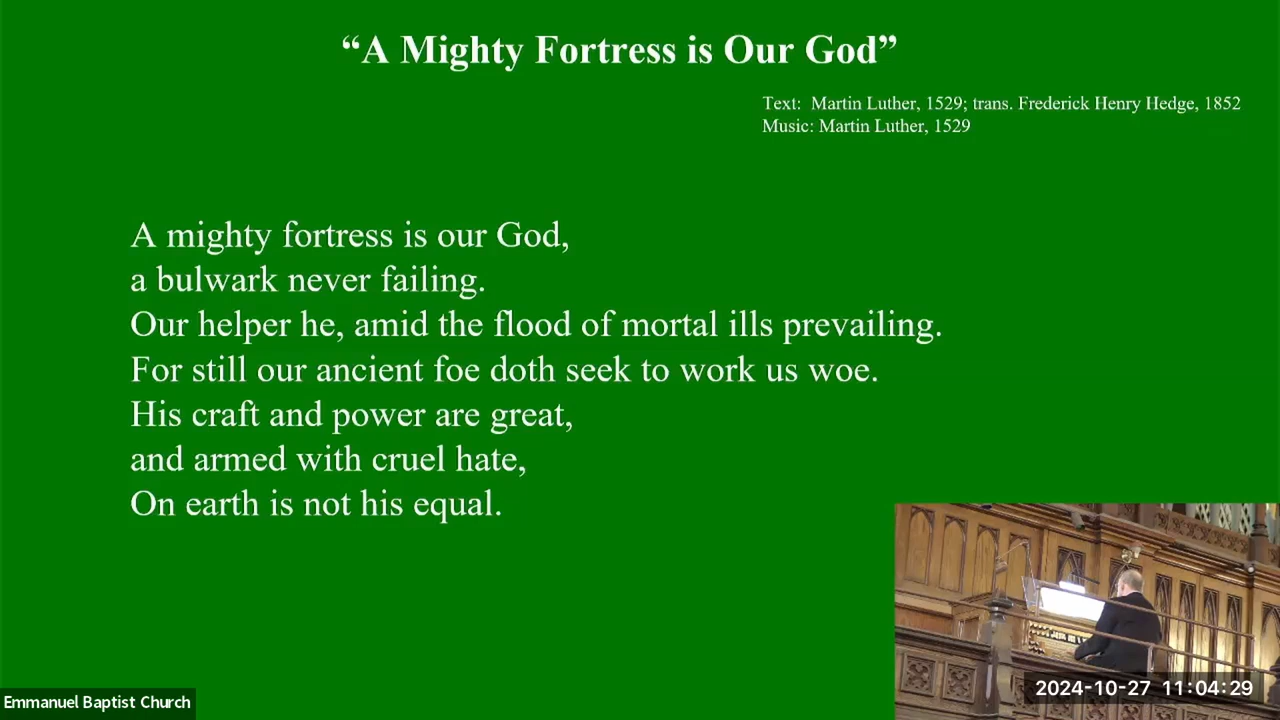 “A Mighty Fortress is Our God”
Text:  Martin Luther, 1529; trans. Frederick Henry Hedge, 1852
Music: Martin Luther, 1529
A mighty fortress is our God,
a bulwark never failing.
Our helper he, amid the flood of mortal ills prevailing.
For still our ancient foe doth seek to work us woe.
His craft and power are great,
and armed with cruel hate,
On earth is not his equal.
Emmanuel Baptist Church
2024-10-27 11:04:29